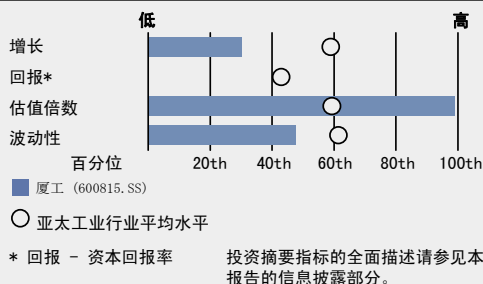 低 高
增长
回报*
估值倍数
波动性
百分位 20th 40th 60th 80th 100th
厦工 (600815.SS)
亚太工业行业平均水平
* 回报 - 资本回报率 投资摘要指标的全面描述请参见本
报告的信息披露部分。